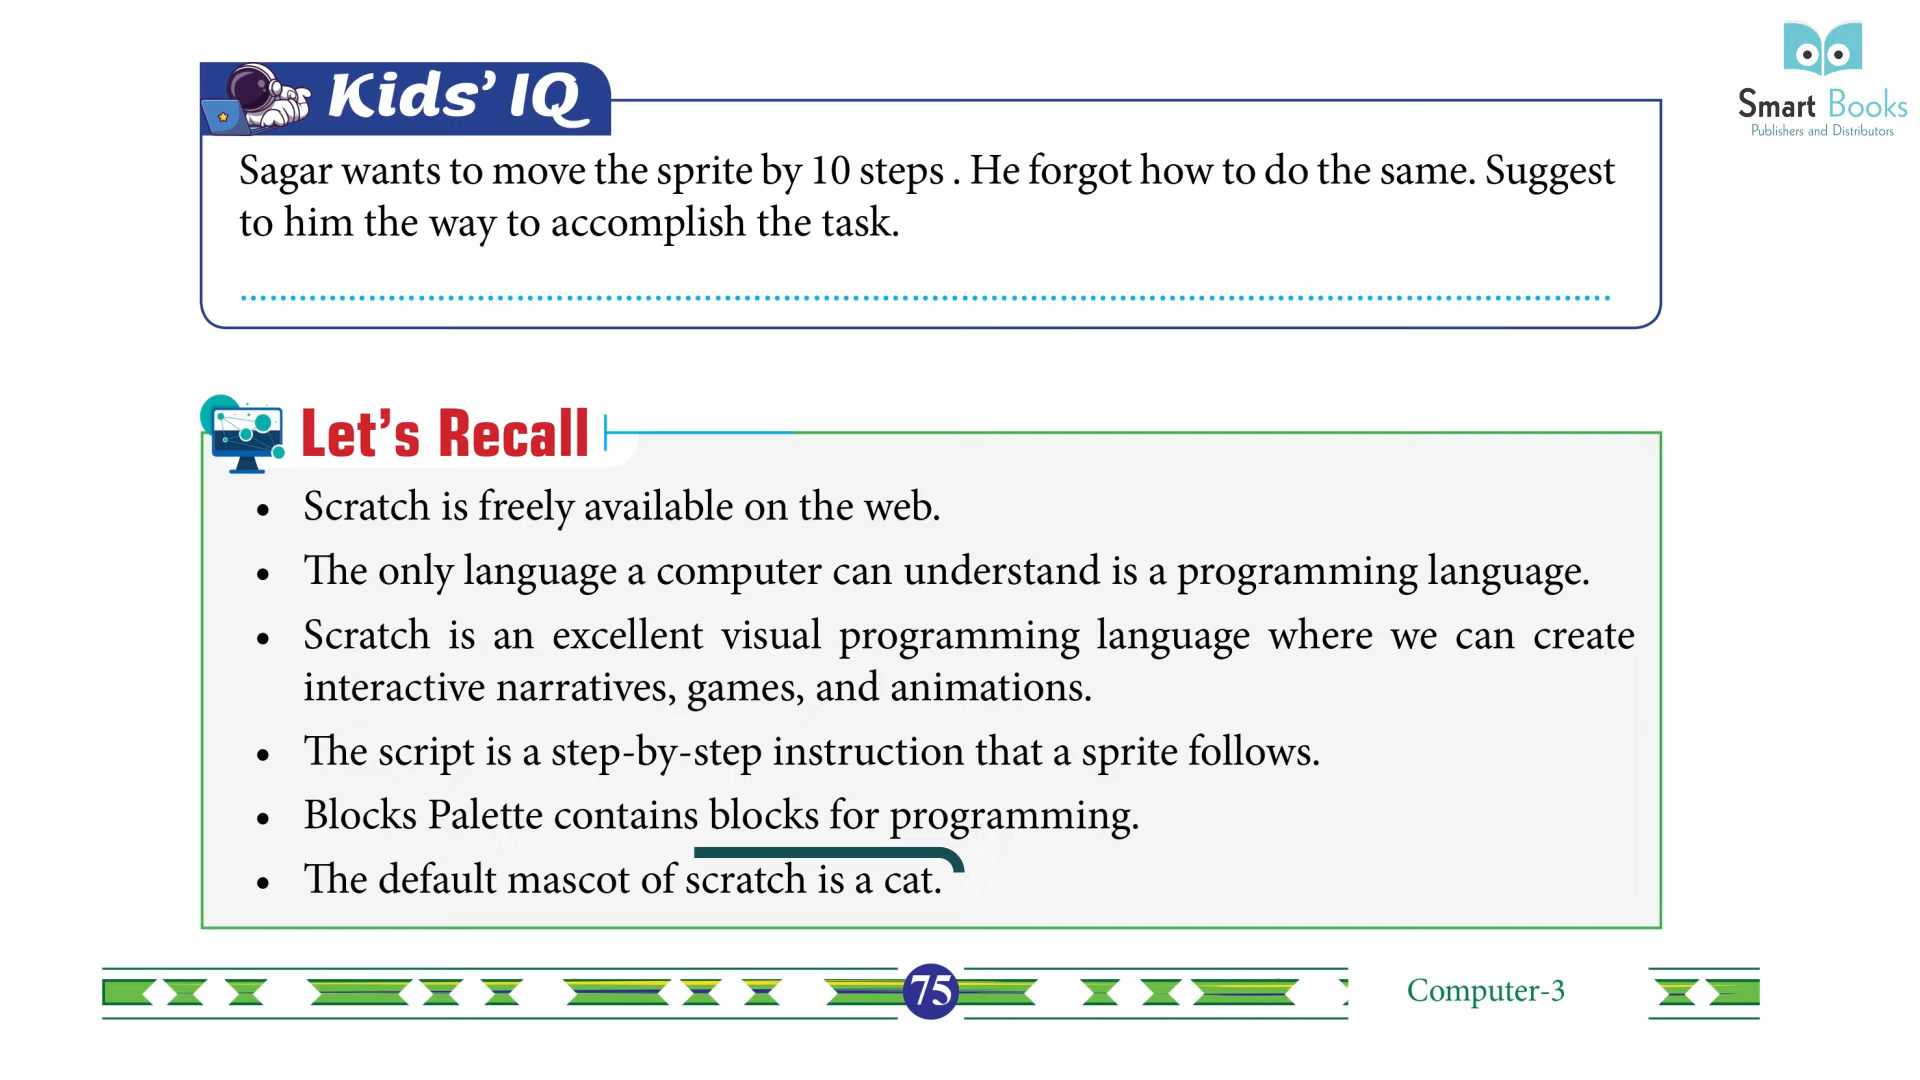 Smart Books
Publishers and Distributors
Kids' IQ
Sagar wants to move the sprite by 10 steps . He forgot how to do the same. Suggest
to him the way to accomplish the task.
Let's Recall
• Scratch is freely available on the web.
• The only language a computer can understand is a programming language.
• Scratch is an excellent visual programming language where we can create
interactive narratives, games, and animations.
• The script is a step-by-step instruction that a sprite follows.
• Blocks Palette contains blocks for programming.
• The default mascot of scratch is a cat.
75
Computer-3